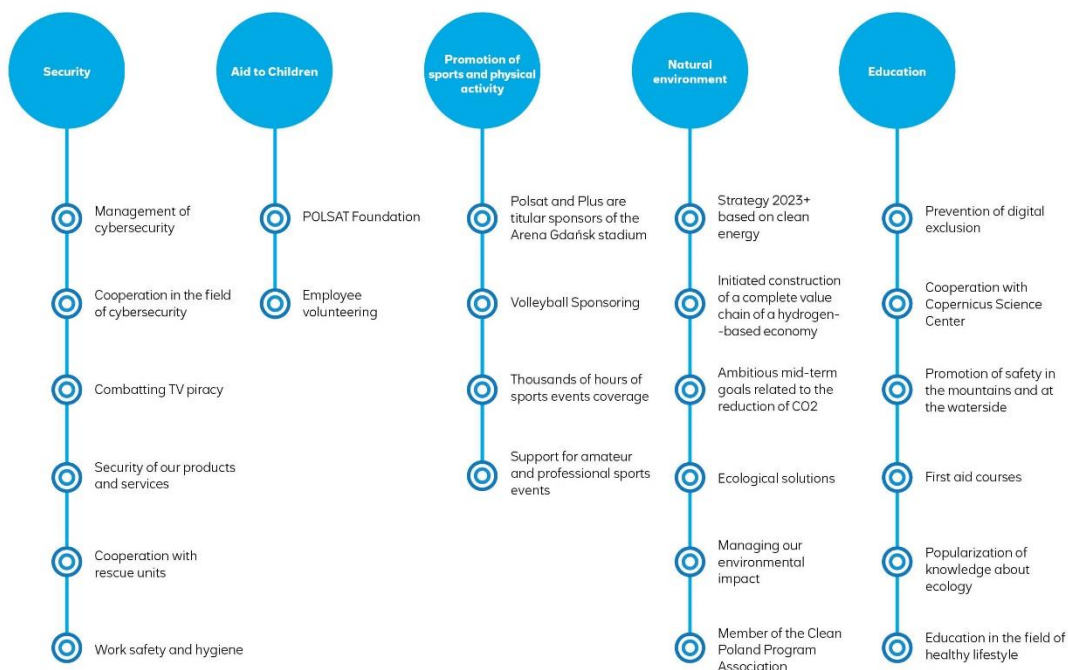 Security
Management of
cybersecurity
Cooperation in the field
of cybersecurity
Combatting TV piracy
Security of our products
and services
Cooperation with
rescue units
Work safety and hygiene
Aid to Children
POLSAT Foundation
Employee
volunteering
Promotion of
sports and physical
activity
Polsat and Plus are
titular sponsors of the
Arena Gdańsk stadium
Volleyball Sponsoring
Thousands of hours of
sports events coverage
Support for amateur
and professional sports
events
Natural
environment
Strategy 2023+
based on clean
energy
Initiated construction
of a complete value
chain of a hydrogen-
-based economy
Ambitious mid-term
goals related to the
reduction of CO2
Ecological solutions
Managing our
environmental
impact
Member of the Clean
Poland Program
Association
Education
Prevention of digital
exclusion
Cooperation with
Copernicus Science
Center
Promotion of safety in
the mountains and at
the waterside
First aid courses
Popularization of
knowledge about
ecology
Education in the field of
healthy lifestyle